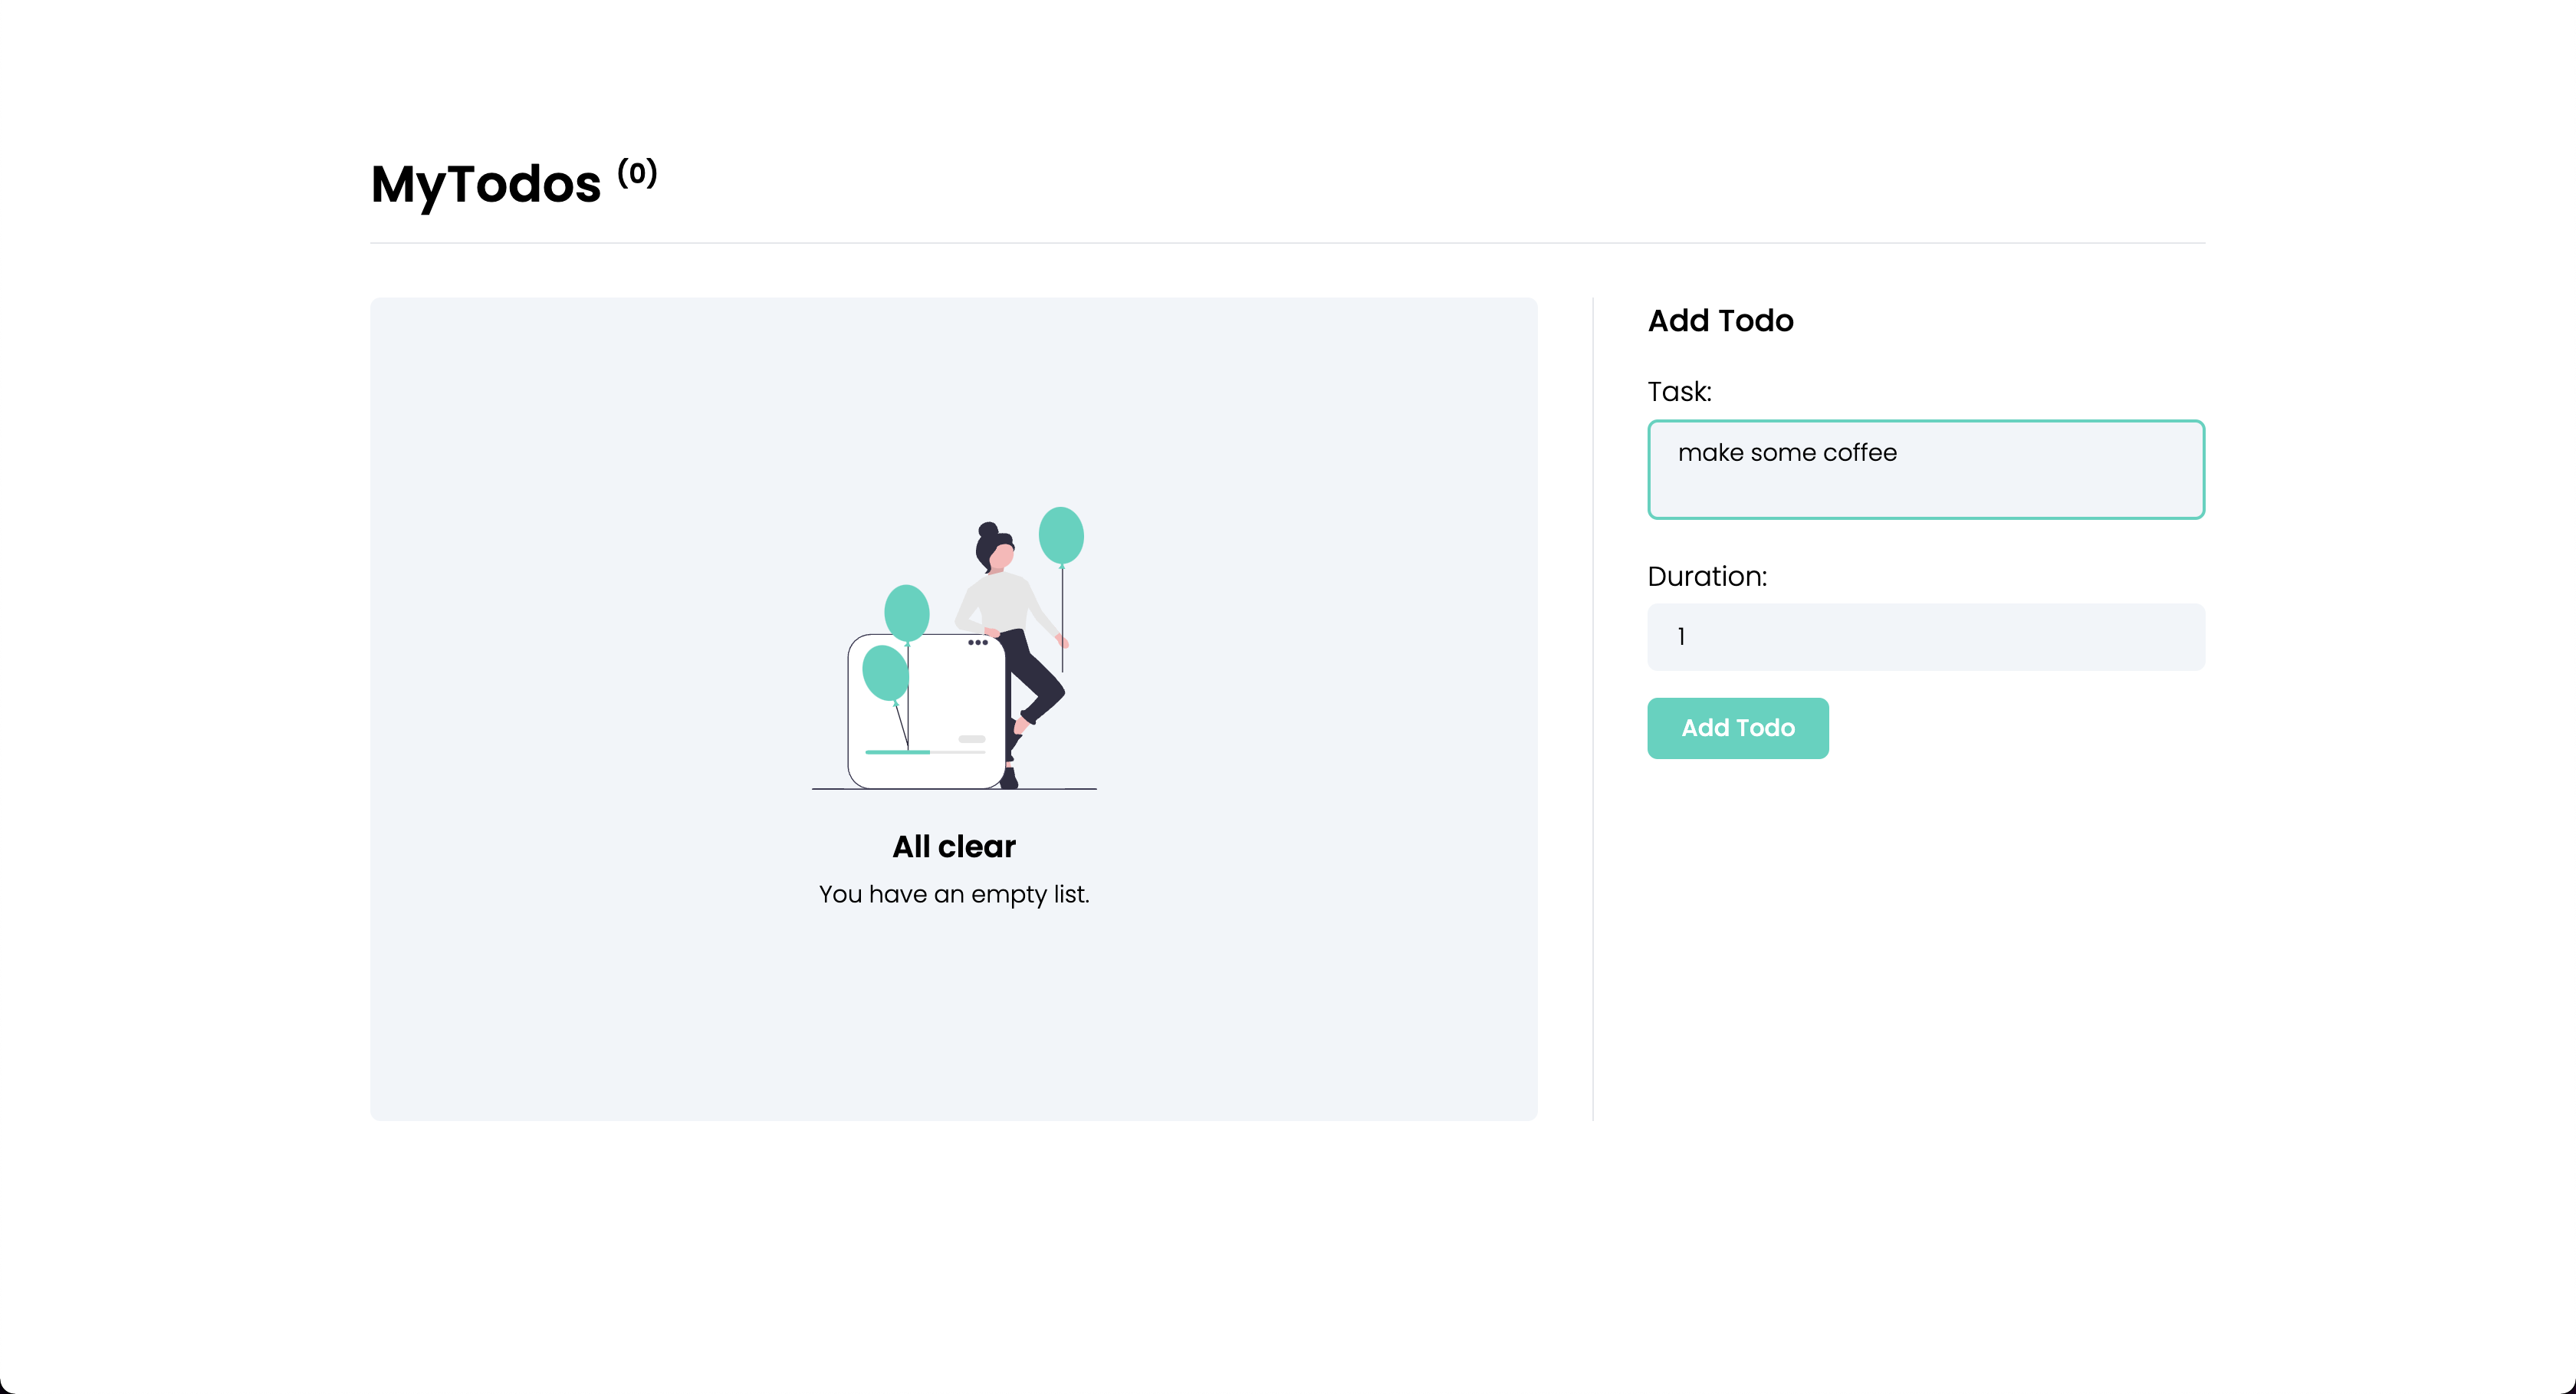 MyTodos (0)
All clear
You have an empty list.
Add Todo
Task:
make some coffee
Duration:
1
Add Todo